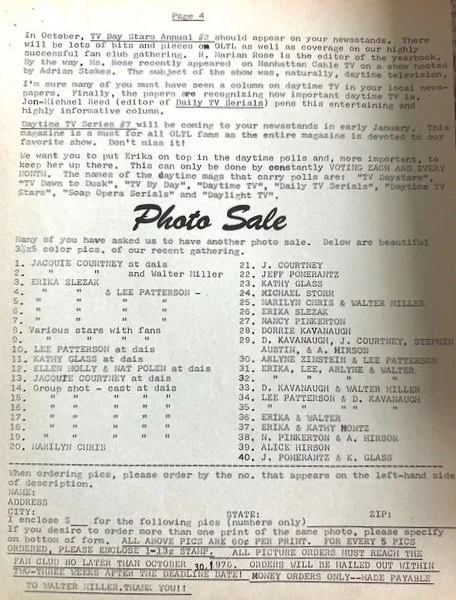 Page 4
In October, TV Day Stars Annual #2 should appear on your newsstands. There
will be lots of bits and pieces on OLTL as well as coverage on our highly
successful fan club gathering. R. Marian Rose is the editor of the yearbook.
By the way, Ms. Rose recently appeared on Manhattan Cable TV on a show hosted
by Adrian Stokes. The subject of the show was, naturally, daytime television.
I'm sure many of you must have seen a column on daytime TV in your local news-
papers. Finally, the papers are recognizing how important daytime TV is.
Jon-Michael Reed (editor of Daily TV Serials) pens this entertaining and
highly informative column.
Daytime TV Series #7 will be coming to your newsstands in early January. This
magazine is a must for all OLTL fans as the entire magazine is devoted to our
favorite show. Don't miss it!
We want you to put Erika on top in the daytime polls and, more important, to
keep her up there. This can only be done by constantly VOTING EACH AND EVERY
MONTH. The names of the daytime mags that carry polls are: "TV Daystars",
"TV Dawn to Dusk", "TV By Day", "Daytime TV", "Daily TV Serials", "Daytime TV
Stars", "Soap Opera Serials" and "Daylight TV".
Photo Sale
Many of you have asked us to have another photo sale. Below are beautiful
3½x5 color pics, of our recent gathering.
1. JACQUIE COURTNEY at dais
2. " " and Walter Miller
3. ERIKA SLEZAK
4. " " & LEE PATTERSON -
5. " "
6. " "
7. " "
8. " "
9. Various stars with fans
10. LEE PATTERSON at dais
11. KATHY GLASS at dais
12. ELLEN HOLLY & NAT POLEN at dais
13. JACQUIE COURTNEY at dais
14. Group shot - cast at dais
15. " " " "
16. " " " "
17. " " " "
18. " " " "
19. " " " "
20. MARILYN CHRIS
21. J. COURTNEY
22. JEFF POMERANTZ
23. KATHY GLASS
24. MICHAEL STORM
25. MARILYN CHRIS & WALTER MILLER
26. ERIKA SLEZAK
27. NANCY PINKERTON
28. DORRIE KAVANAUGH
29. D. KAVANAUGH, J. COURTNEY, STEPHEN
AUSTIN, & A. HIRSON
30. ARLYNE ZINSTEIN & LEE PATTERSON
31. ERIKA, LEE, ARLYNE & WALTER
32. " " " "
33. D. KAVANAUGH & WALTER MILLER
34. LEE PATTERSON & D. KAVANAUGH
35. " " " "
36. ERIKA & WALTER
37. ERIKA & KATHY MONTZ
38. N. PINKERTON & A. HIRSON
39. ALICE HIRSON
40. J. POMERANTZ & K. GLASS
When ordering pics, please order by the no. that appears on the left-hand side
of description.
NAME:
ADDRESS
CITY: STATE: ZIP:
I enclose $ for the following pics (numbers only)
If you desire to order more than one print of the same photo, please specify
on bottom of form. ALL ABOVE PICS ARE 60¢ PER PRINT. FOR EVERY 5 PICS
ORDERED, PLEASE ENCLOSE 1-13¢ STAMP. ALL PICTURE ORDERS MUST REACH THE
FAN CLUB NO LATER THAN OCTOBER 30, 1976. ORDERS WILL BE MAILED OUT WITHIN
TWO-THREE WEEKS AFTER THE DEADLINE DATE! MONEY ORDERS ONLY--MADE PAYABLE
TO WALTER MILLER. THANK YOU!!